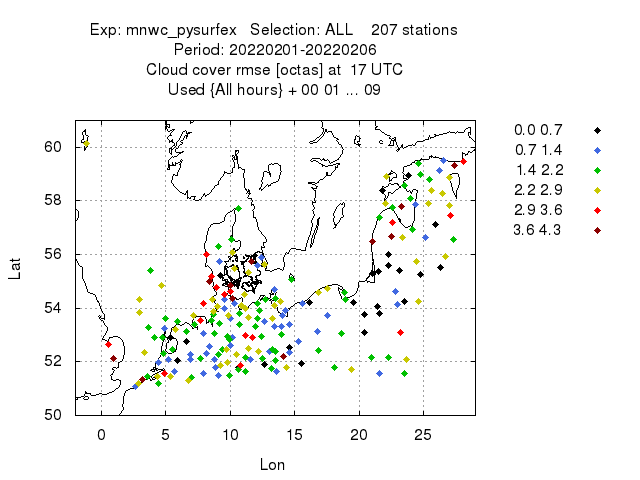 Exp: mnwc_pysurfex   Selection: ALL    207 stations
Period: 20220201-20220206
Cloud cover rmse [octas] at  17 UTC
Used {All hours} + 00 01 ... 09
0.0 0.7
0.7 1.4
1.4 2.2
2.2 2.9
2.9 3.6
3.6 4.3
Lat
60
58
56
54
52
50
0 5 10 15 20 25
Lon